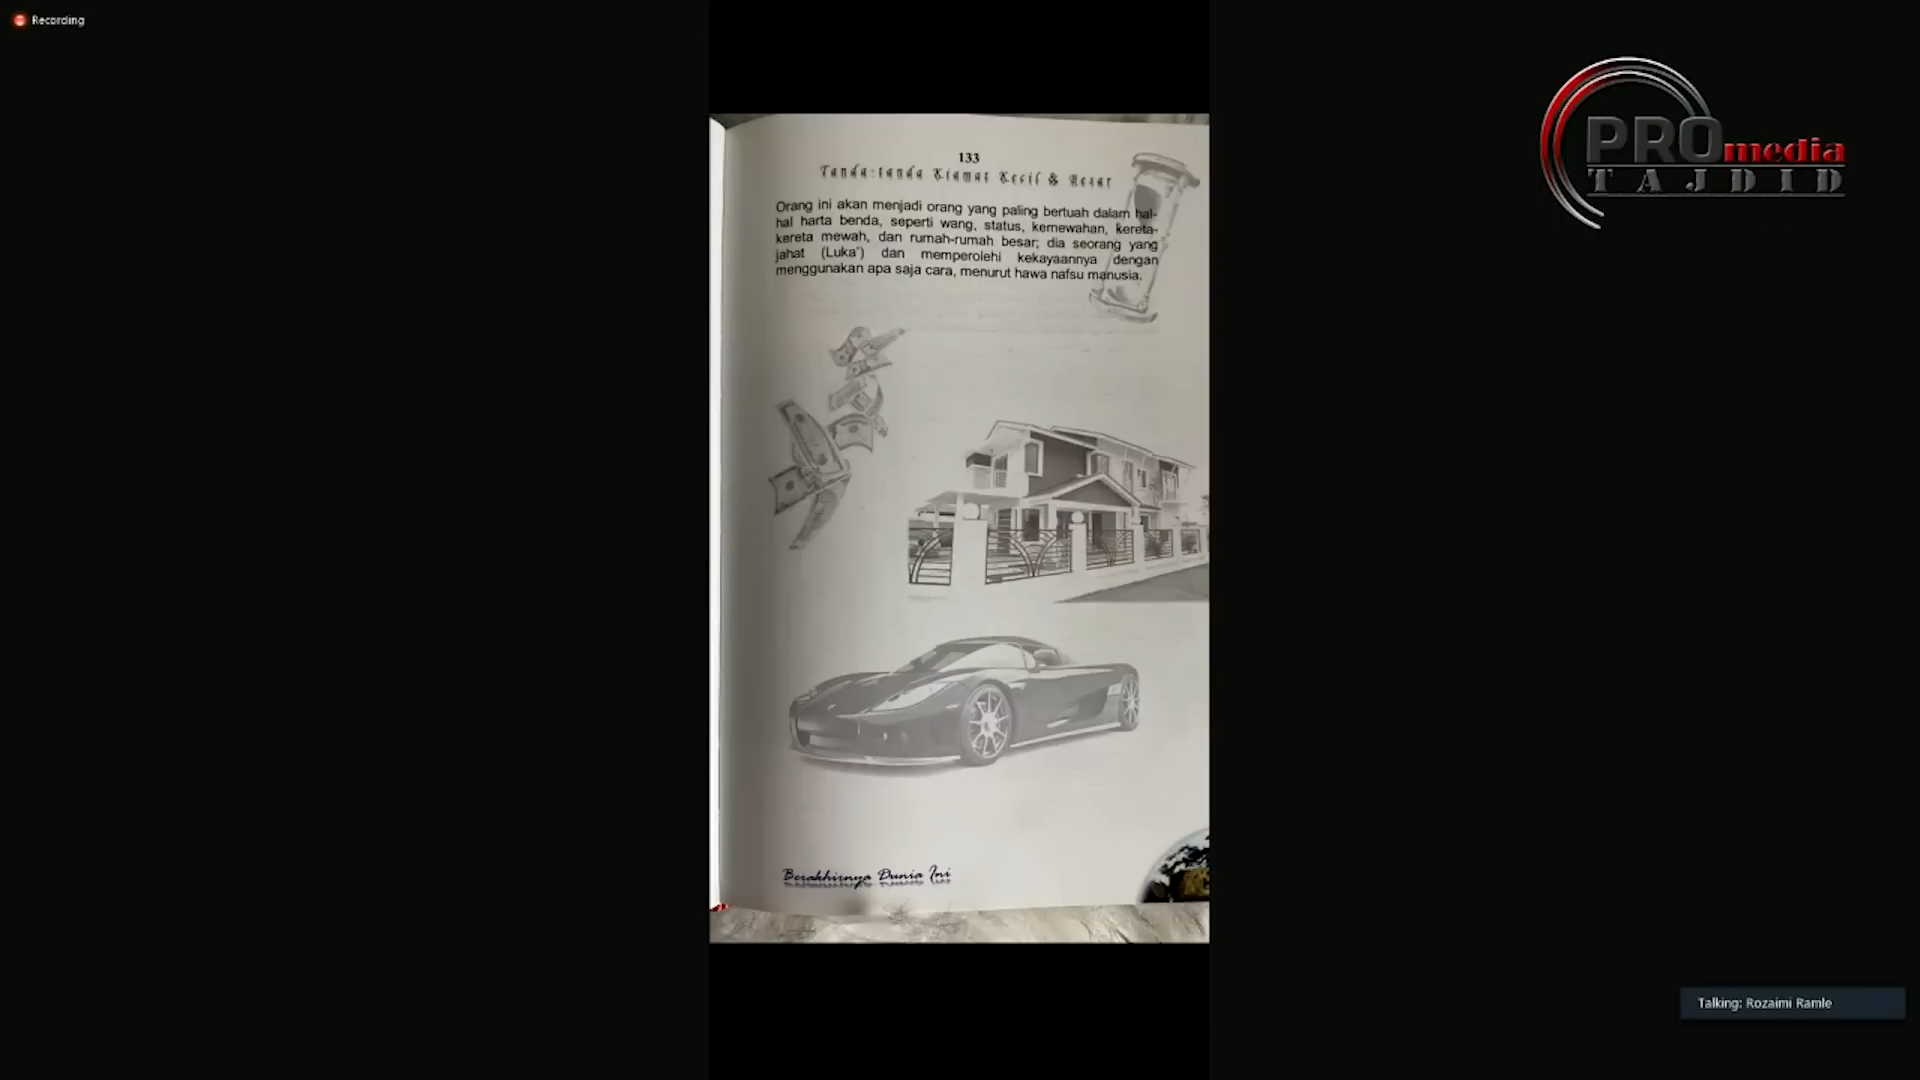 Recording
PROmedia
TAJDID
133
Tanda-tanda Kiamat Kecil & Besar
Orang ini akan menjadi orang yang paling bertuah dalam hal-
hal harta benda, seperti wang, status, kemewahan, kereta-
kereta mewah, dan rumah-rumah besar; dia seorang yang
jahat (Luka') dan memperolehi kekayaannya dengan
menggunakan apa saja cara, menurut hawa nafsu manusia.
Berakhirnya Dunia Ini
Talking: Rozaimi Ramle